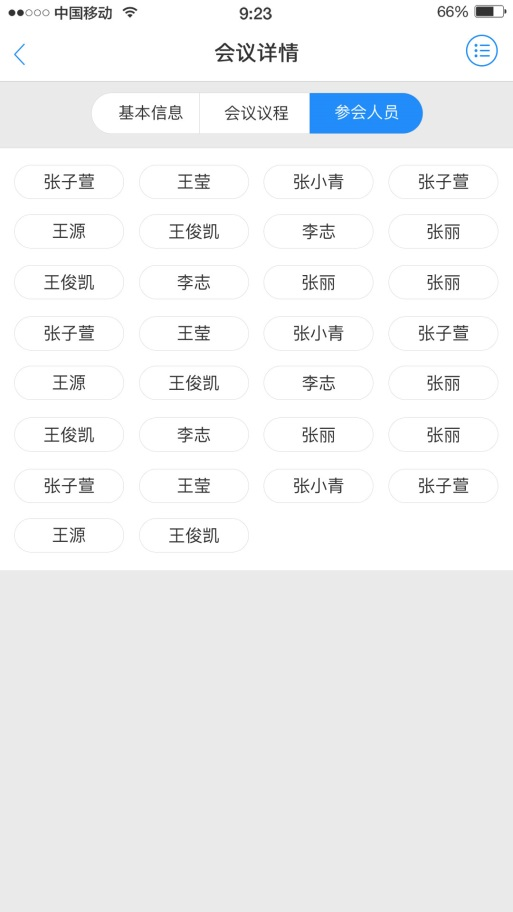 中国移动 9:23 66%
会议详情
基本信息 会议议程 参会人员
张子萱 王莹 张小青 张子萱
王源 王俊凯 李志 张丽
王俊凯 李志 张丽 张丽
张子萱 王莹 张小青 张子萱
王源 王俊凯 李志 张丽
王俊凯 李志 张丽 张丽
张子萱 王莹 张小青 张子萱
王源 王俊凯